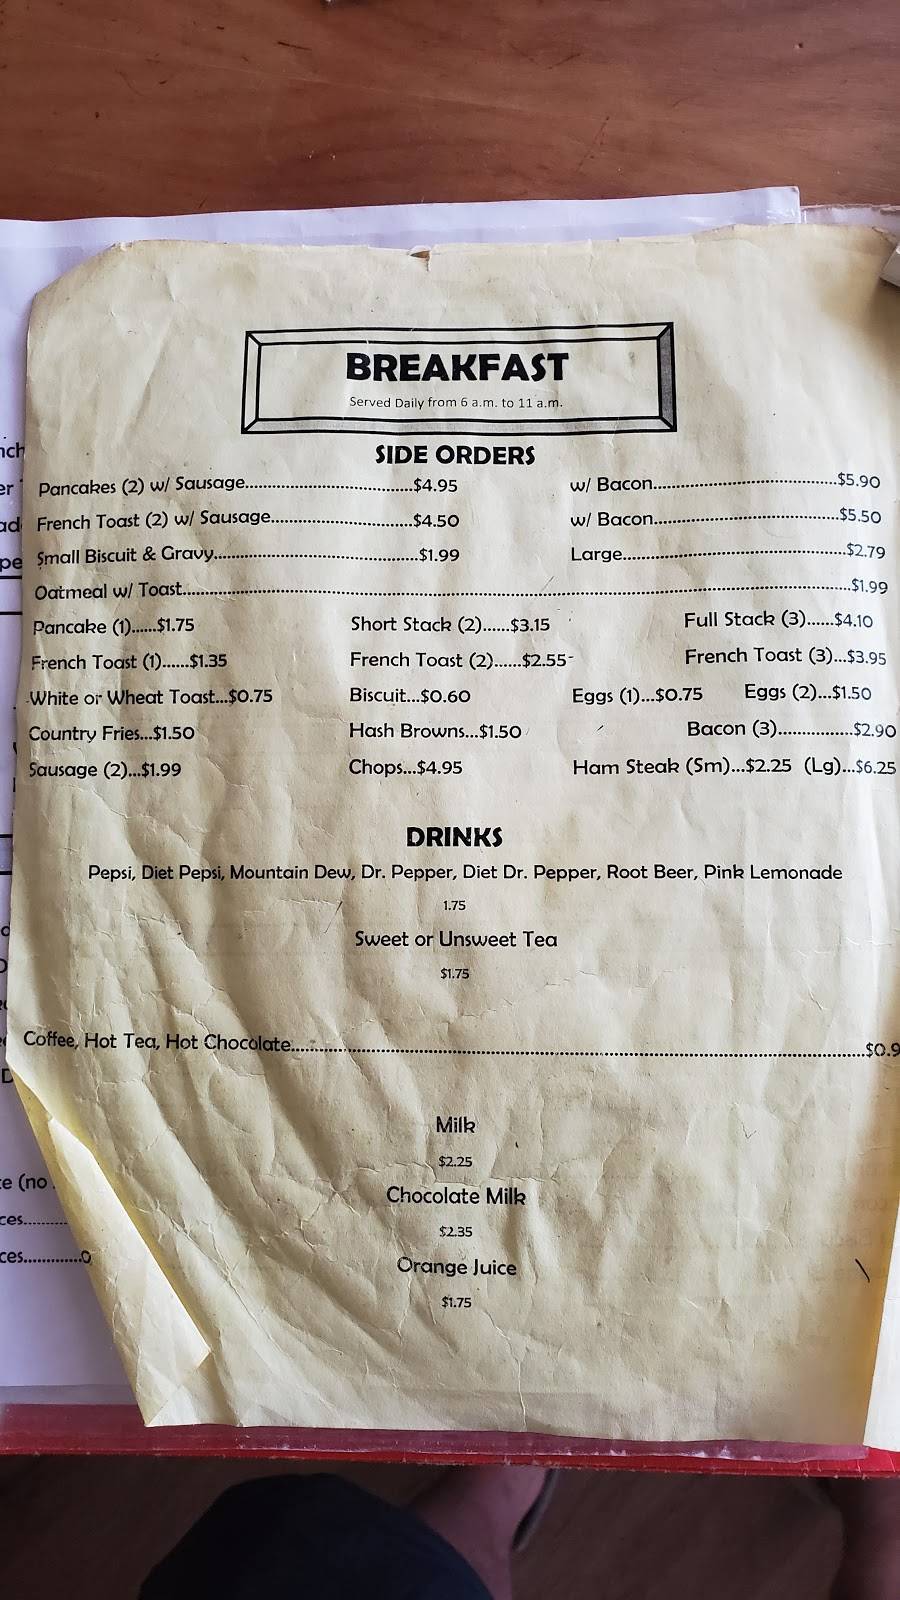 BREAKFAST
Served Daily from 6 a.m. to 11 a.m.
SIDE ORDERS
Pancakes (2) w/ Sausage...$4.95 w/ Bacon...$5.90
French Toast (2) w/ Sausage...$4.50 w/ Bacon...$5.50
Small Biscuit & Gravy...$1.99 Large...$2.79
Oatmeal w/ Toast...$1.99
Pancake (1)......$1.75 Short Stack (2)......$3.15 Full Stack (3)......$4.10
French Toast (1)......$1.35 French Toast (2)......$2.55 French Toast (3)...$3.95
White or Wheat Toast...$0.75 Biscuit...$0.60 Eggs (1)...$0.75 Eggs (2)...$1.50
Country Fries...$1.50 Hash Browns...$1.50 Bacon (3)...$2.90
Sausage (2)...$1.99 Chops...$4.95 Ham Steak (Sm)...$2.25 (Lg)...$6.25
DRINKS
Pepsi, Diet Pepsi, Mountain Dew, Dr. Pepper, Diet Dr. Pepper, Root Beer, Pink Lemonade
1.75
Sweet or Unsweet Tea
$1.75
Coffee, Hot Tea, Hot Chocolate...$0.9
Milk
$2.25
Chocolate Milk
$2.35
Orange Juice
$1.75